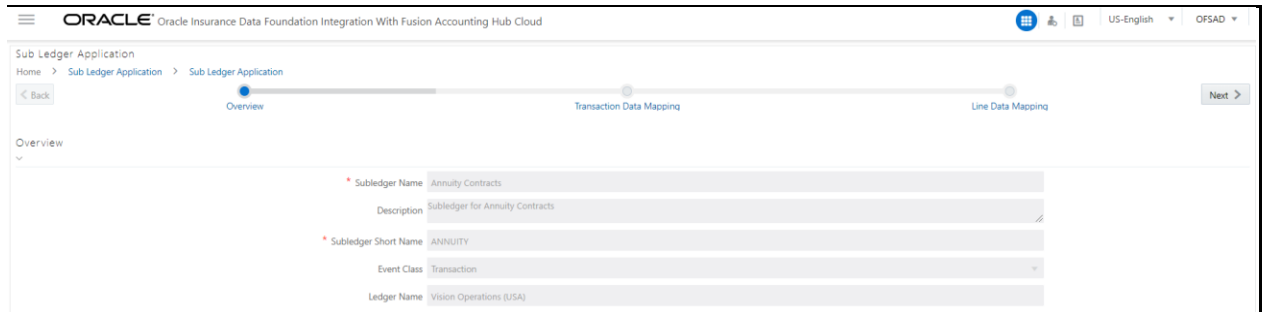 ORACLE® Oracle Insurance Data Foundation Integration With Fusion Accounting Hub Cloud US-English OFSAD
Sub Ledger Application
Home > Sub Ledger Application > Sub Ledger Application
< Back Next >
Overview Transaction Data Mapping Line Data Mapping
Overview
* Subledger Name Annuity Contracts
Description Subledger for Annuity Contracts
* Subledger Short Name ANNUITY
Event Class Transaction
Ledger Name Vision Operations (USA)